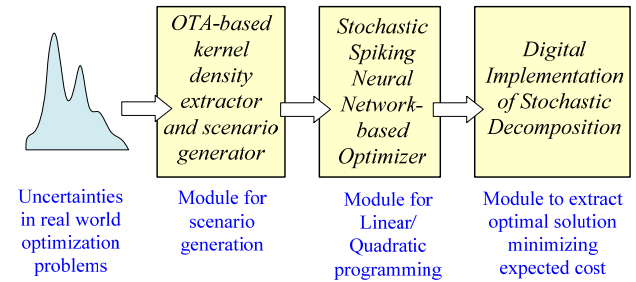 OTA-based
kernel
density
extractor
and scenario
generator
Stochastic
Spiking
Neural
Network-
based
Optimizer
Digital
Implementation
of Stochastic
Decomposition
Uncertainties
in real world
optimization
problems
Module for
scenario
generation
Module for
Linear/
Quadratic
programming
Module to extract
optimal solution
minimizing
expected cost